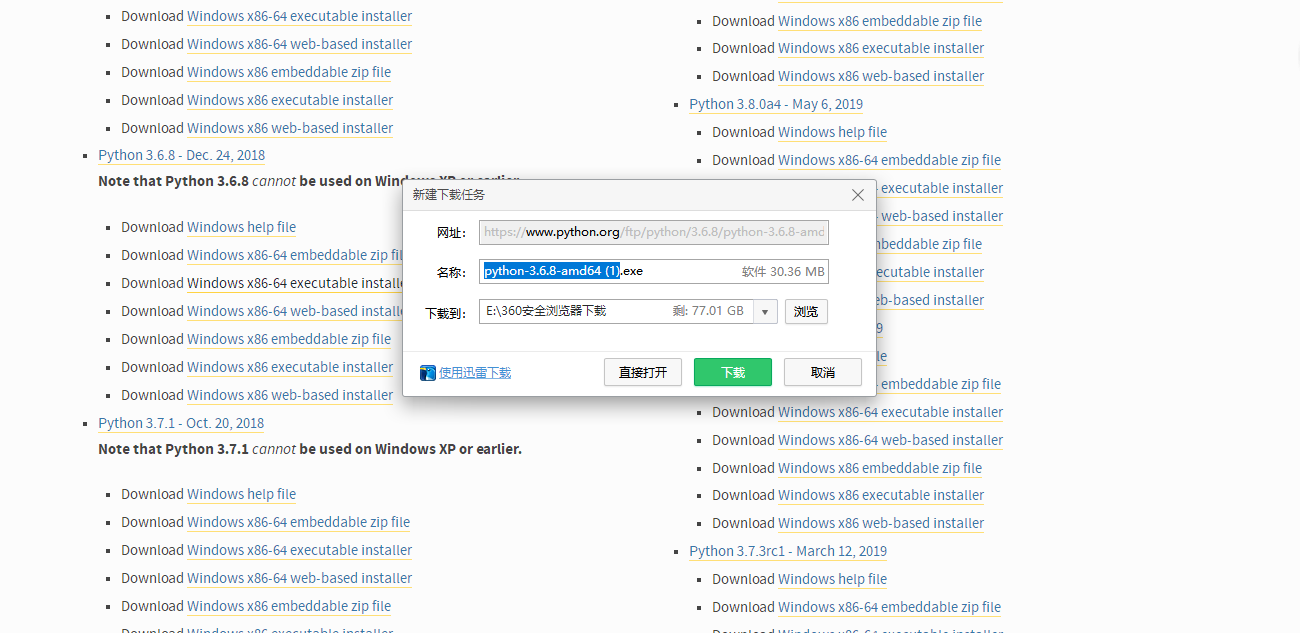 Download Windows x86-64 executable installer
Download Windows x86-64 web-based installer
Download Windows x86 embeddable zip file
Download Windows x86 executable installer
Download Windows x86 web-based installer
Python 3.6.8 - Dec. 24, 2018
Note that Python 3.6.8 cannot be used on Windows XP or earlier.
Download Windows help file
Download Windows x86-64 embeddable zip fil
Download Windows x86-64 executable install
Download Windows x86-64 web-based install
Download Windows x86 embeddable zip file
Download Windows x86 executable installer
Download Windows x86 web-based installer
Python 3.7.1 - Oct. 20, 2018
Note that Python 3.7.1 cannot be used on Windows XP or earlier.
Download Windows help file
Download Windows x86-64 embeddable zip file
Download Windows x86-64 executable installer
Download Windows x86-64 web-based installer
Download Windows x86 embeddable zip file
Download Windows x86 executable installer
新建下载任务
网址: https://www.python.org/ftp/python/3.6.8/python-3.6.8-amd
名称: python-3.6.8-amd64 (1).exe 软件 30.36 MB
下载到: E:\360安全浏览器下载 剩: 77.01 GB 浏览
使用迅雷下载 直接打开 下载 取消
Download Windows x86 embeddable zip file
Download Windows x86 executable installer
Download Windows x86 web-based installer
Python 3.8.0a4 - May 6, 2019
Download Windows help file
Download Windows x86-64 embeddable zip file
executable installer
web-based installer
beddable zip file
ecutable installer
eb-based installer
9
le
embeddable zip file
Download Windows x86-64 executable installer
Download Windows x86-64 web-based installer
Download Windows x86 embeddable zip file
Download Windows x86 executable installer
Download Windows x86 web-based installer
Python 3.7.3rc1 - March 12, 2019
Download Windows help file
Download Windows x86-64 embeddable zip file
Download Windows x86-64 executable installer